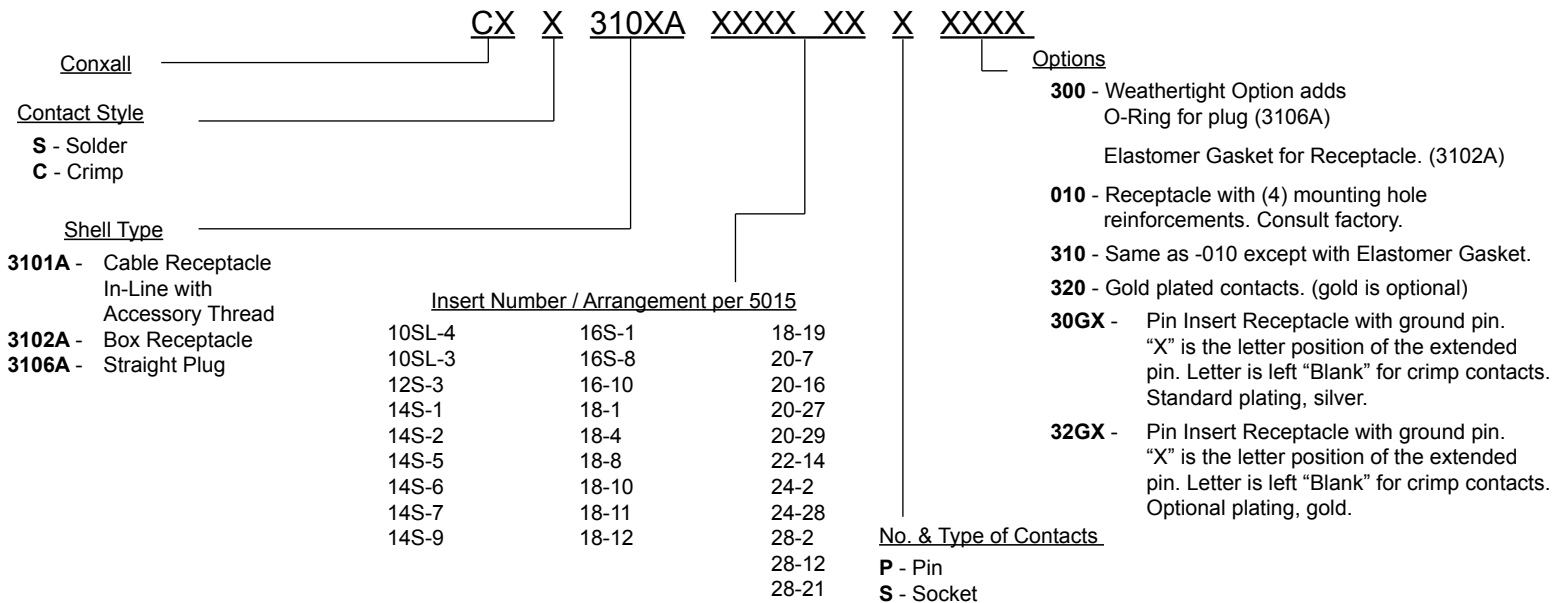 CX X 310XA XXXX XX X XXXX
Conxall
Contact Style
S - Solder
C - Crimp
Shell Type
3101A - Cable Receptacle
In-Line with
Accessory Thread
3102A - Box Receptacle
3106A - Straight Plug
Insert Number / Arrangement per 5015
10SL-4 16S-1 18-19
10SL-3 16S-8 20-7
12S-3 16-10 20-16
14S-1 18-1 20-27
14S-2 18-4 20-29
14S-5 18-8 22-14
14S-6 18-10 24-2
14S-7 18-11 24-28
14S-9 18-12 28-2
28-12
28-21
No. & Type of Contacts
P - Pin
S - Socket
Options
300 - Weathertight Option adds
O-Ring for plug (3106A)
Elastomer Gasket for Receptacle. (3102A)
010 - Receptacle with (4) mounting hole
reinforcements. Consult factory.
310 - Same as -010 except with Elastomer Gasket.
320 - Gold plated contacts. (gold is optional)
30GX - Pin Insert Receptacle with ground pin.
“X” is the letter position of the extended
pin. Letter is left “Blank” for crimp contacts.
Standard plating, silver.
32GX - Pin Insert Receptacle with ground pin.
“X” is the letter position of the extended
pin. Letter is left “Blank” for crimp contacts.
Optional plating, gold.